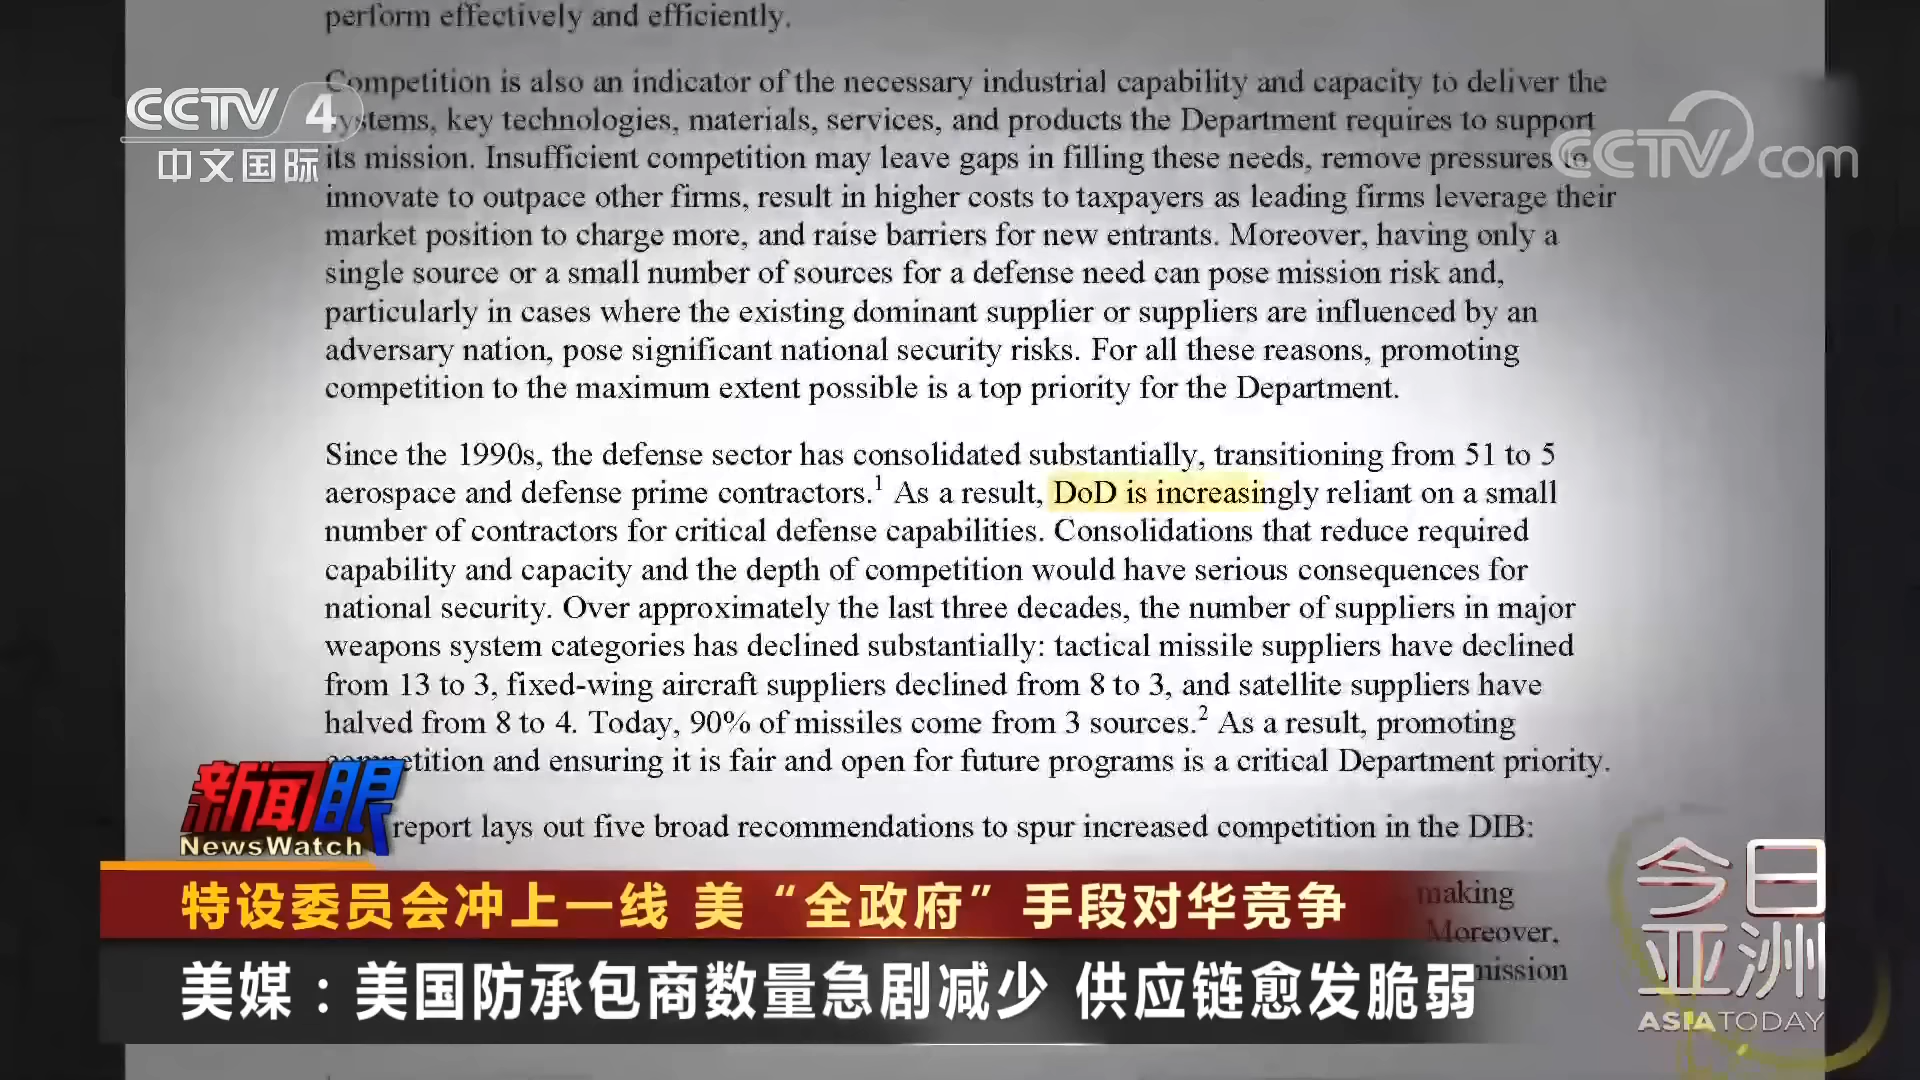 perform effectively and efficiently.
Competition is also an indicator of the necessary industrial capability and capacity to deliver the
systems, key technologies, materials, services, and products the Department requires to support
its mission. Insufficient competition may leave gaps in filling these needs, remove pressures to
innovate to outpace other firms, result in higher costs to taxpayers as leading firms leverage their
market position to charge more, and raise barriers for new entrants. Moreover, having only a
single source or a small number of sources for a defense need can pose mission risk and,
particularly in cases where the existing dominant supplier or suppliers are influenced by an
adversary nation, pose significant national security risks. For all these reasons, promoting
competition to the maximum extent possible is a top priority for the Department.
Since the 1990s, the defense sector has consolidated substantially, transitioning from 51 to 5
aerospace and defense prime contractors.1 As a result, DoD is increasingly reliant on a small
number of contractors for critical defense capabilities. Consolidations that reduce required
capability and capacity and the depth of competition would have serious consequences for
national security. Over approximately the last three decades, the number of suppliers in major
weapons system categories has declined substantially: tactical missile suppliers have declined
from 13 to 3, fixed-wing aircraft suppliers declined from 8 to 3, and satellite suppliers have
halved from 8 to 4. Today, 90% of missiles come from 3 sources.2 As a result, promoting
competition and ensuring it is fair and open for future programs is a critical Department priority.
report lays out five broad recommendations to spur increased competition in the DIB:
making
Moreover,
mission
CCTV 4
中文国际
CCTV com
新闻眼
NewsWatch
特设委员会冲上一线 美“全政府”手段对华竞争
美媒：美国防承包商数量急剧减少 供应链愈发脆弱
今日
亚洲
ASIA TODAY